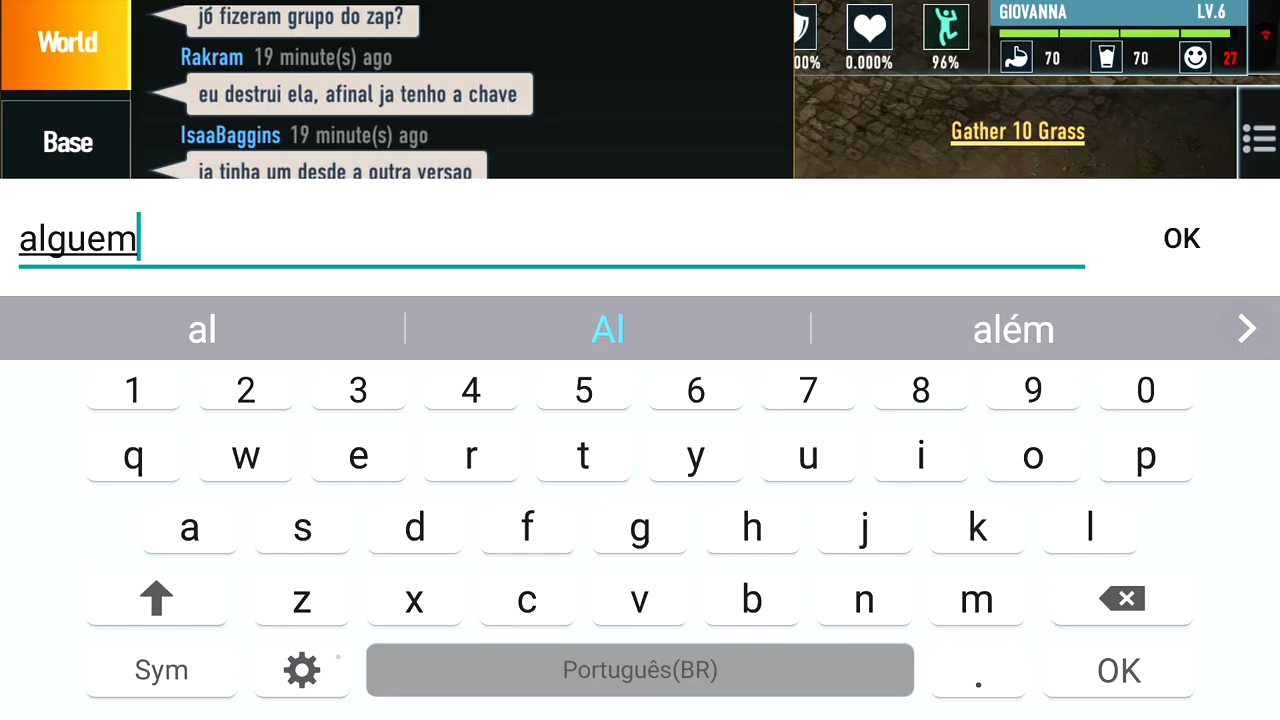 World
Base
jó fizeram grupo do zap?
Rakram 19 minute(s) ago
eu destrui ela, afinal ja tenho a chave
IsaaBaggins 19 minute(s) ago
ja tinha um desde a outra versao
00%
0.000%
96%
GIOVANNA LV.6
70 70 27
Gather 10 Grass
alguem
OK
al Al além
1 2 3 4 5 6 7 8 9 0
q w e r t y u i o p
a s d f g h j k l
z x c v b n m
Sym Português(BR) . OK